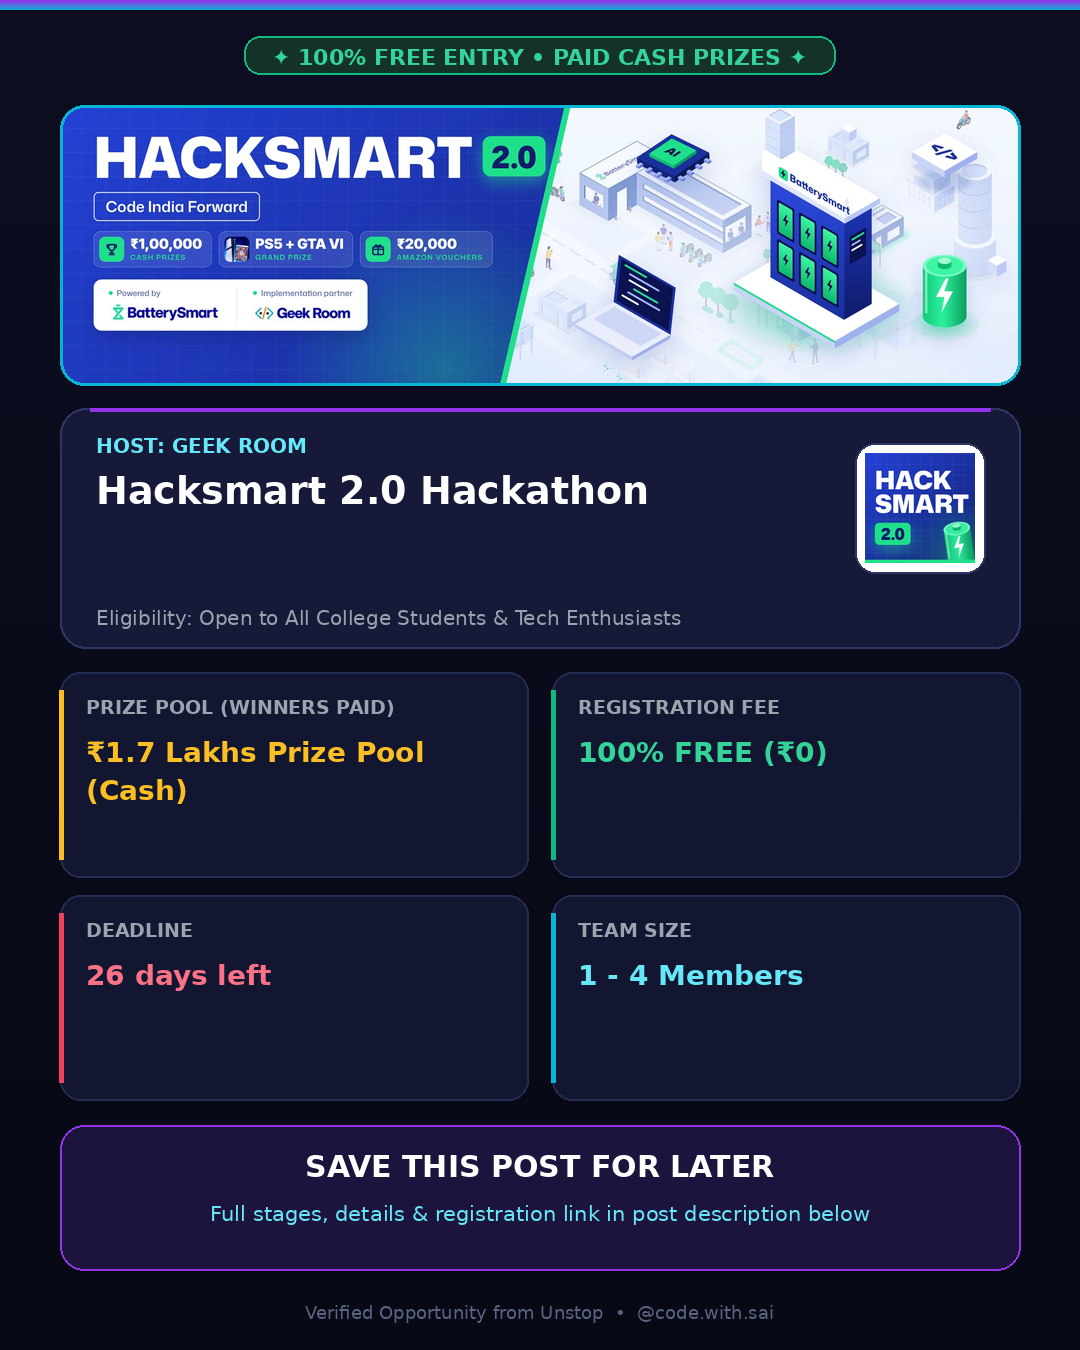 ✦ 100% FREE ENTRY • PAID CASH PRIZES ✦
HACKSMART 2.0
Code India Forward
₹1,00,000
CASH PRIZES
PS5 + GTA VI
GRAND PRIZE
₹20,000
AMAZON VOUCHERS
• Powered by
BatterySmart
• Implementation partner
Geek Room
AI
BatterySmart
</>
HOST: GEEK ROOM
Hacksmart 2.0 Hackathon
HACK
SMART
2.0
Eligibility: Open to All College Students & Tech Enthusiasts
PRIZE POOL (WINNERS PAID)
₹1.7 Lakhs Prize Pool
(Cash)
REGISTRATION FEE
100% FREE (₹0)
DEADLINE
26 days left
TEAM SIZE
1 - 4 Members
SAVE THIS POST FOR LATER
Full stages, details & registration link in post description below
Verified Opportunity from Unstop • @code.with.sai